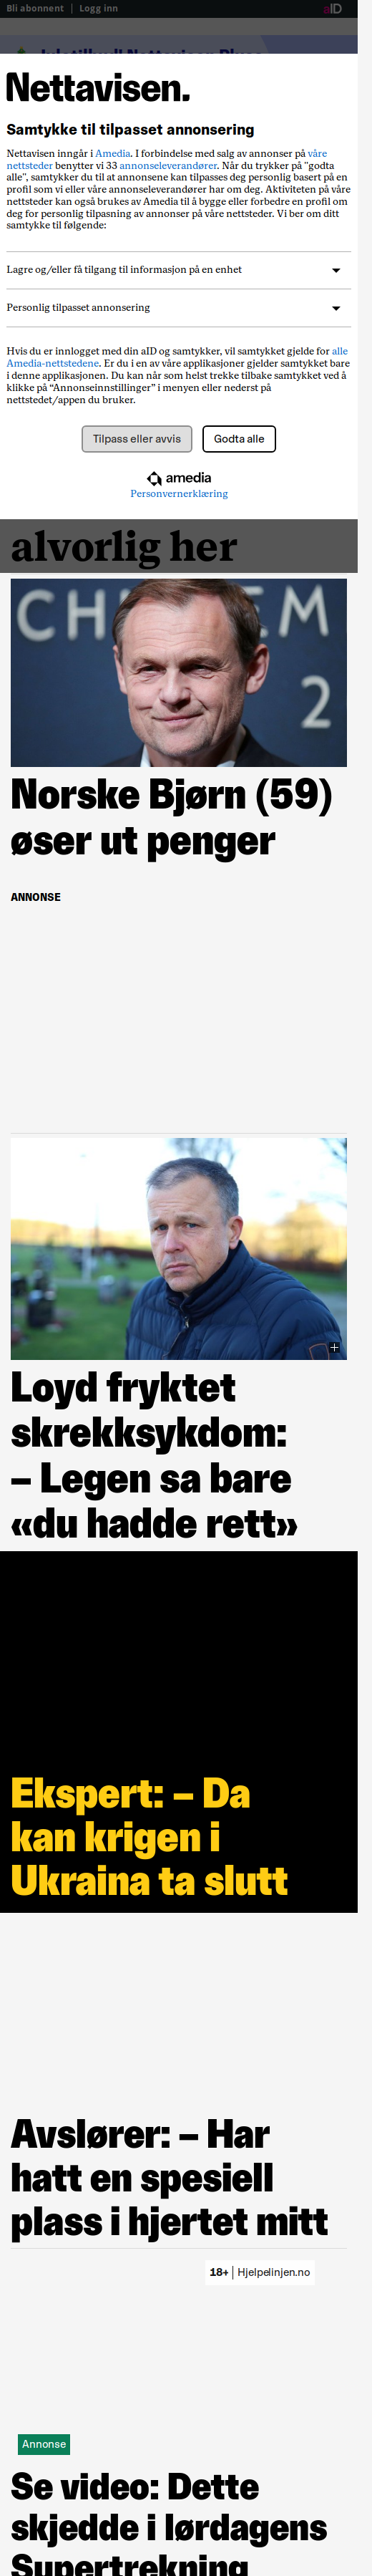 Bli abonnent | Logg inn
aID
Nettavisen.
Samtykke til tilpasset annonsering
Nettavisen inngår i Amedia. I forbindelse med salg av annonser på våre
nettsteder benytter vi 33 annonseleverandører. Når du trykker på "godta
alle", samtykker du til at annonsene kan tilpasses deg personlig basert på en
profil som vi eller våre annonseleverandører har om deg. Aktiviteten på våre
nettsteder kan også brukes av Amedia til å bygge eller forbedre en profil om
deg for personlig tilpasning av annonser på våre nettsteder. Vi ber om ditt
samtykke til følgende:
Lagre og/eller få tilgang til informasjon på en enhet
Personlig tilpasset annonsering
Hvis du er innlogget med din aID og samtykker, vil samtykket gjelde for alle
Amedia-nettstedene. Er du i en av våre applikasjoner gjelder samtykket bare
i denne applikasjonen. Du kan når som helst trekke tilbake samtykket ved å
klikke på “Annonseinnstillinger” i menyen eller nederst på
nettstedet/appen du bruker.
Tilpass eller avvis
Godta alle
amedia
Personvernerklæring
alvorlig her
Norske Bjørn (59)
øser ut penger
ANNONSE
Loyd fryktet
skrekksykdom:
– Legen sa bare
«du hadde rett»
Ekspert: – Da
kan krigen i
Ukraina ta slutt
Avslører: – Har
hatt en spesiell
plass i hjertet mitt
18+ | Hjelpelinjen.no
Annonse
Se video: Dette
skjedde i lørdagens
Supertrekning